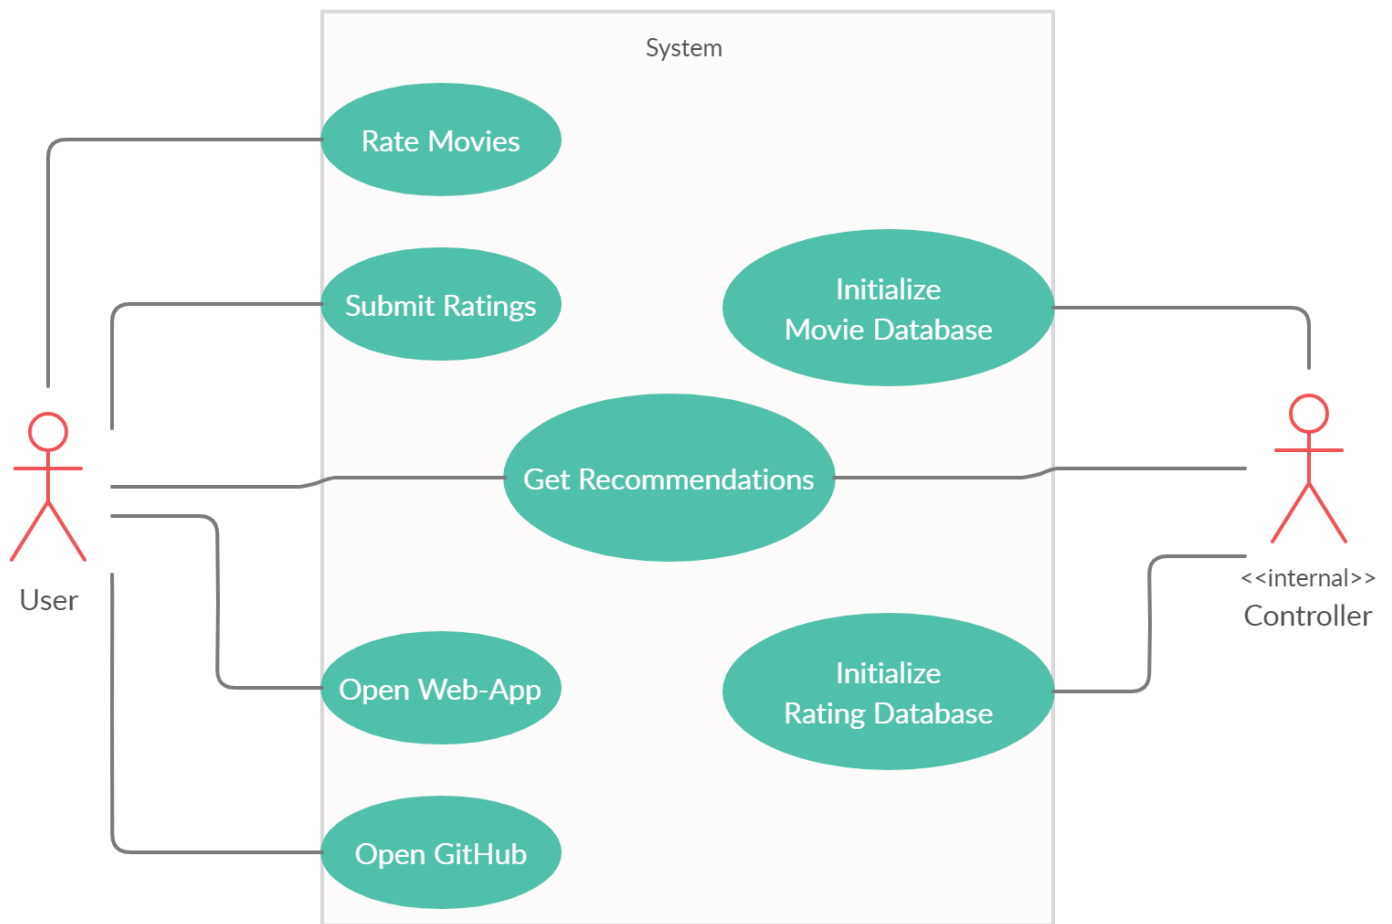 System
Rate Movies
Submit Ratings
Initialize
Movie Database
Get Recommendations
User
<<internal>>
Controller
Open Web-App
Initialize
Rating Database
Open GitHub